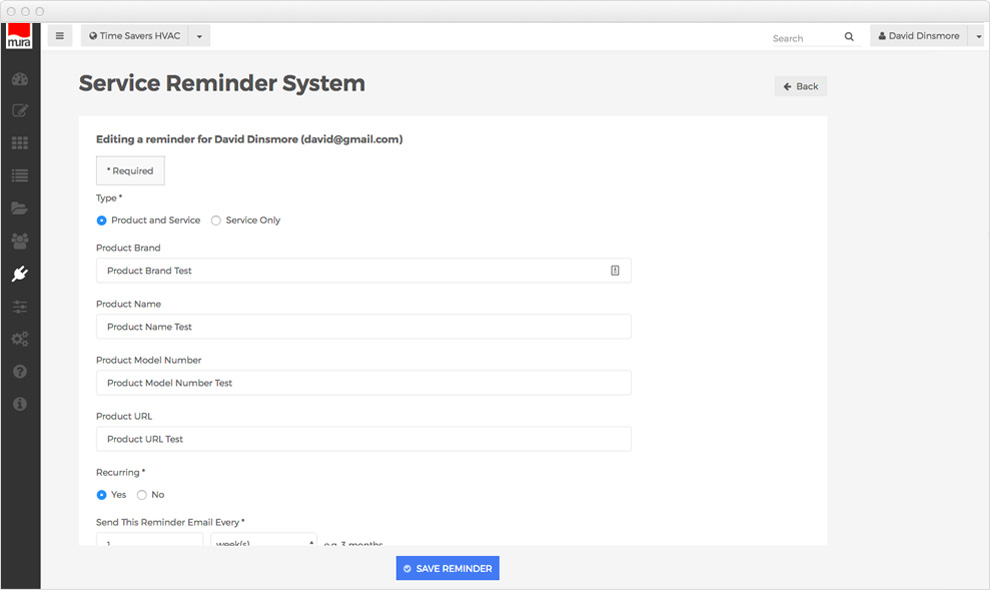 mura
Time Savers HVAC
Search
David Dinsmore
Service Reminder System
Back
Editing a reminder for David Dinsmore (david@gmail.com)
* Required
Type *
Product and Service Service Only
Product Brand
Product Brand Test
Product Name
Product Name Test
Product Model Number
Product Model Number Test
Product URL
Product URL Test
Recurring *
Yes No
Send This Reminder Email Every *
1 week(s) e.g. 3 months
SAVE REMINDER